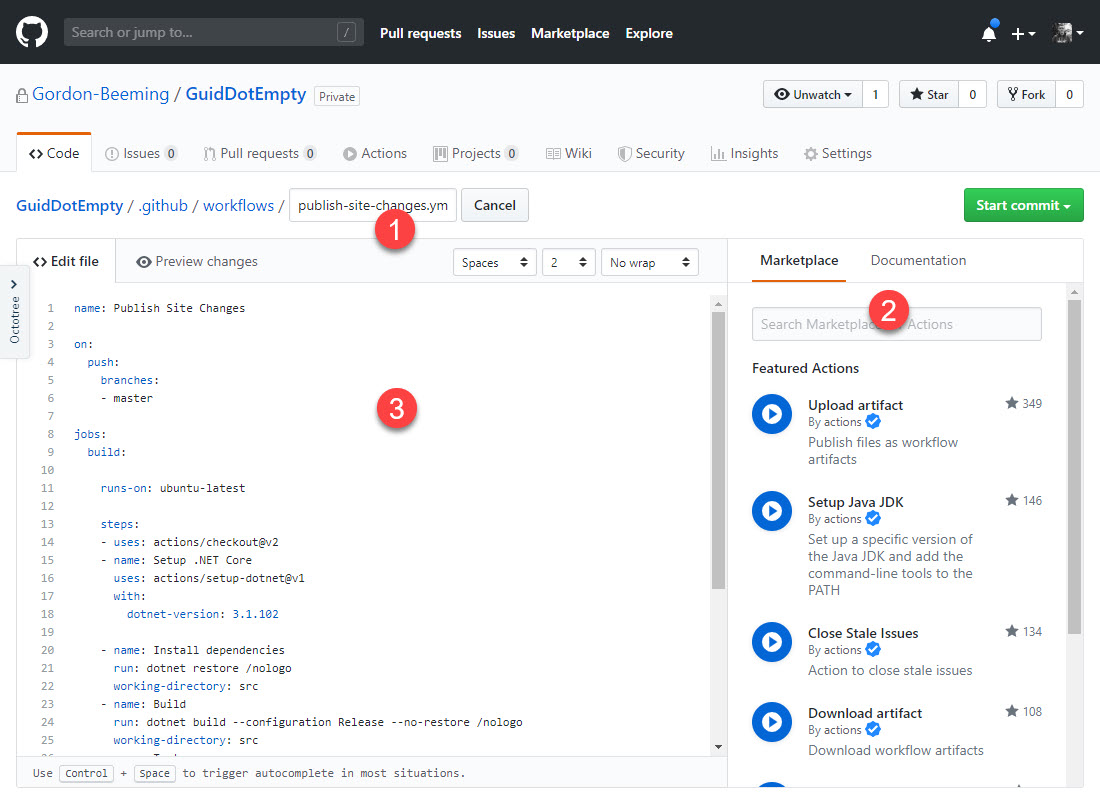 Search or jump to…
/
Pull requests Issues Marketplace Explore
Gordon-Beeming / GuidDotEmpty Private
Unwatch 1 Star 0 Fork 0
Code Issues 0 Pull requests 0 Actions Projects 0 Wiki Security Insights Settings
GuidDotEmpty / .github / workflows / publish-site-changes.ym Cancel
Start commit
1
Edit file Preview changes
Spaces 2 No wrap
Octotree
1 name: Publish Site Changes
2
3 on:
4 push:
5 branches:
6 - master
7
8 jobs:
9 build:
10
11 runs-on: ubuntu-latest
12
13 steps:
14 - uses: actions/checkout@v2
15 - name: Setup .NET Core
16 uses: actions/setup-dotnet@v1
17 with:
18 dotnet-version: 3.1.102
19
20 - name: Install dependencies
21 run: dotnet restore /nologo
22 working-directory: src
23 - name: Build
24 run: dotnet build --configuration Release --no-restore /nologo
25 working-directory: src
3
Use Control + Space to trigger autocomplete in most situations.
Marketplace Documentation
2
Search Marketplace Actions
Featured Actions
Upload artifact 349
By actions
Publish files as workflow
artifacts
Setup Java JDK 146
By actions
Set up a specific version of
the Java JDK and add the
command-line tools to the
PATH
Close Stale Issues 134
By actions
Action to close stale issues
Download artifact 108
By actions
Download workflow artifacts